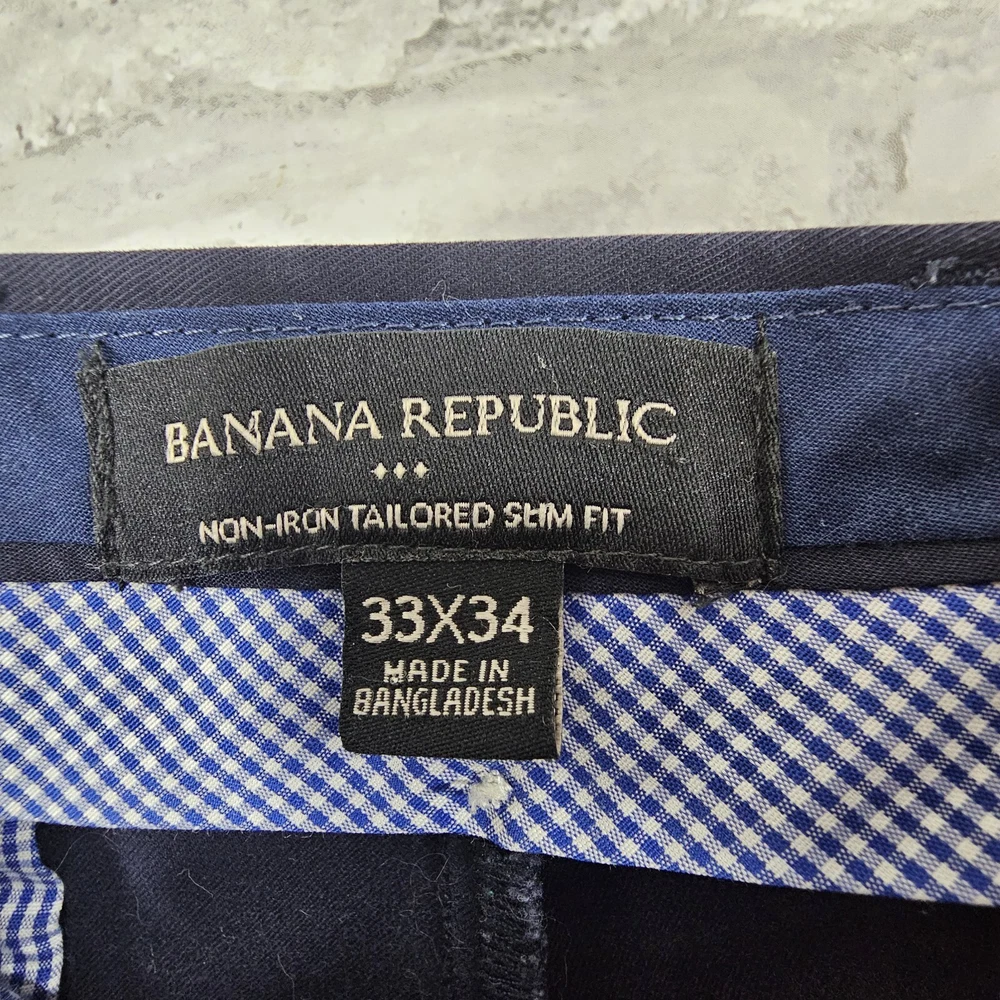 BANANA REPUBLIC
NON-IRON TAILORED SLIM FIT
33X34
MADE IN
BANGLADESH